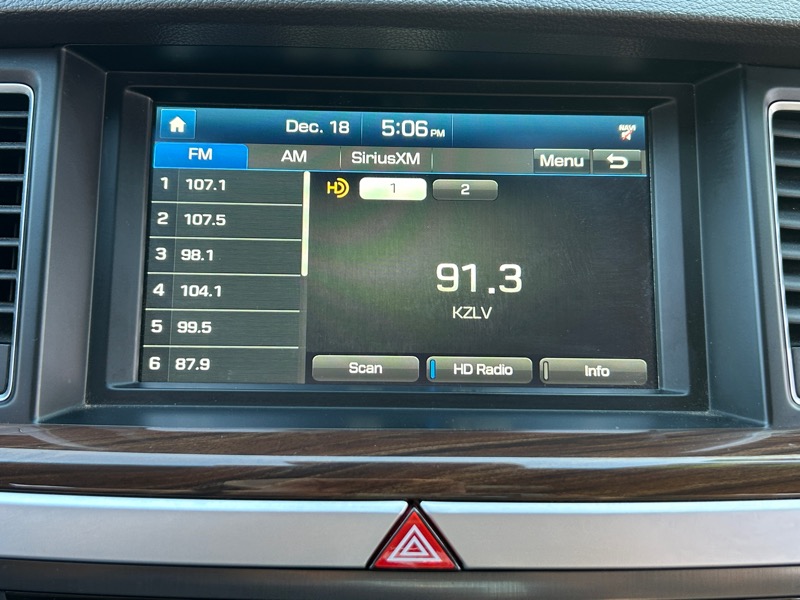 Dec. 18 5:06 PM NAVI
FM AM SiriusXM Menu
1 107.1
2 107.5
3 98.1
4 104.1
5 99.5
6 87.9
HD 1 2
91.3
KZLV
Scan HD Radio Info